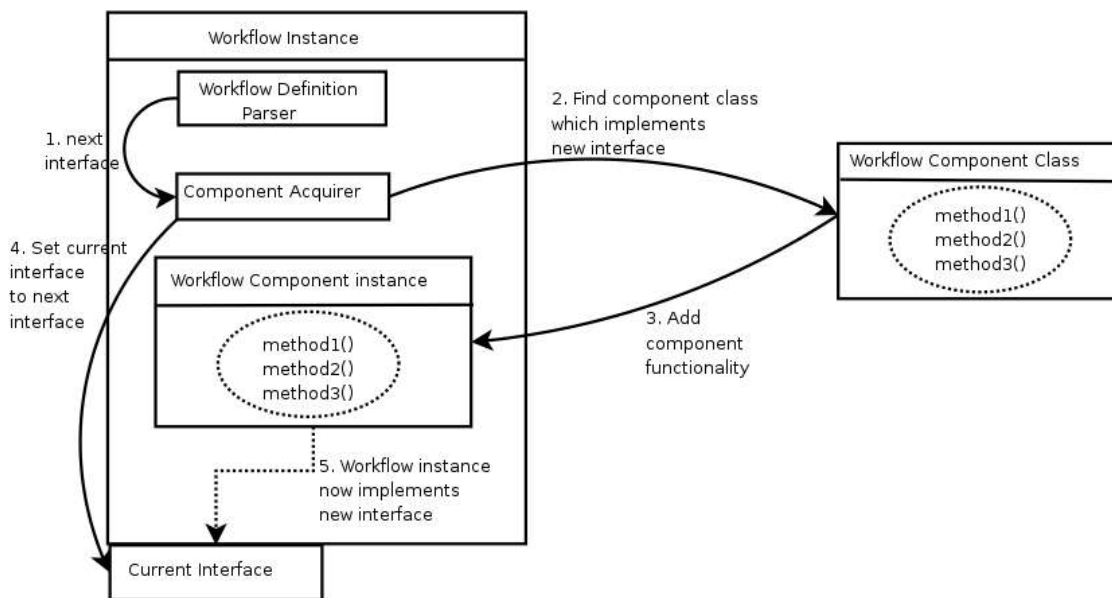 Workflow Instance
Workflow Definition
Parser
1. next
interface
Component Acquirer
2. Find component class
which implements
new interface
Workflow Component Class
method1()
method2()
method3()
4. Set current
interface
to next
interface
Workflow Component instance
method1()
method2()
method3()
3. Add
component
functionality
5. Workflow instance
now implements
new interface
Current Interface